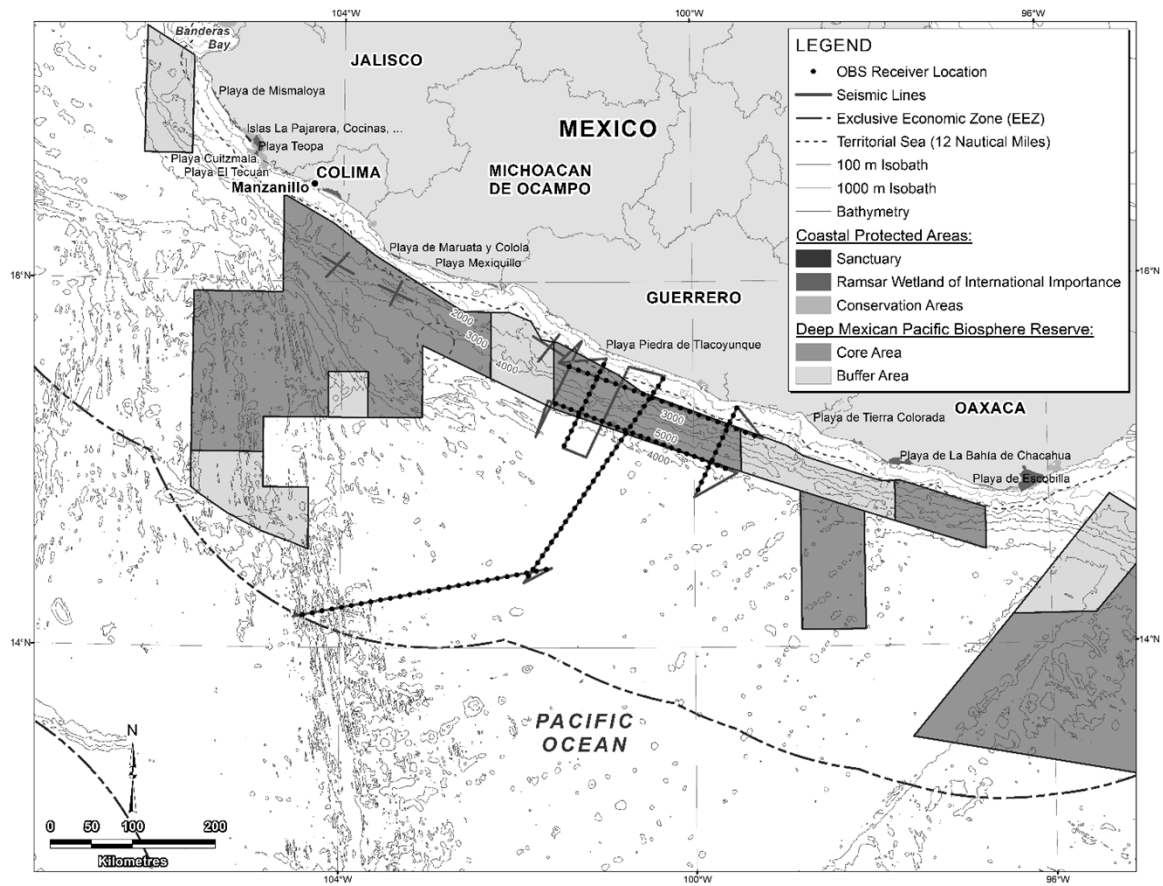 104°W
100°W
96°W
Banderas
Bay
JALISCO
Playa de Mismaloya
Islas La Pajarera, Cocinas, ...
Playa Teopa
Playa Cuitzmala,
Playa El Tecuán
COLIMA
Manzanillo
MEXICO
MICHOACAN
DE OCAMPO
Playa de Maruata y Colola
Playa Mexiquillo
18°N
18°N
GUERRERO
2000
3000
4000
Playa Piedra de Tlacoyunque
3000
5000
4000
OAXACA
Playa de Tierra Colorada
Playa de La Bahía de Chacahua
Playa de Escobilla
14°N
14°N
PACIFIC
OCEAN
N
0 50 100 200
Kilometres
104°W
100°W
96°W
LEGEND
OBS Receiver Location
Seismic Lines
Exclusive Economic Zone (EEZ)
Territorial Sea (12 Nautical Miles)
100 m Isobath
1000 m Isobath
Bathymetry
Coastal Protected Areas:
Sanctuary
Ramsar Wetland of International Importance
Conservation Areas
Deep Mexican Pacific Biosphere Reserve:
Core Area
Buffer Area